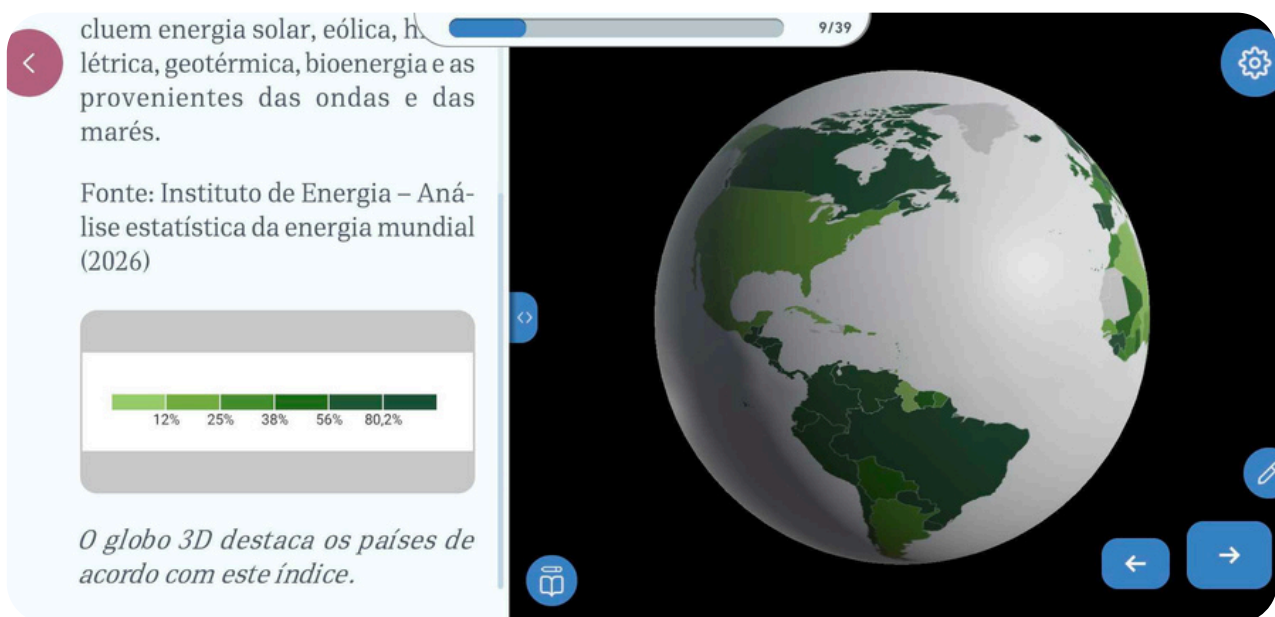 cluem energia solar, eólica,
létrica, geotérmica, bioenergia e as
provenientes das ondas e das
marés.
Fonte: Instituto de Energia – Aná-
lise estatística da energia mundial
(2026)
12% 25% 38% 56% 80,2%
O globo 3D destaca os países de
acordo com este índice.
9/39